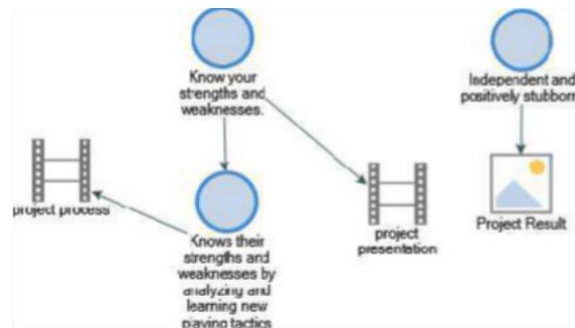 Know your
strengths and
weaknesses.
Independent and
positively stubborn
project process
project
presentation
Project Result
Knows their
strengths and
weaknesses by
analyzing and
learning new
playing tactics